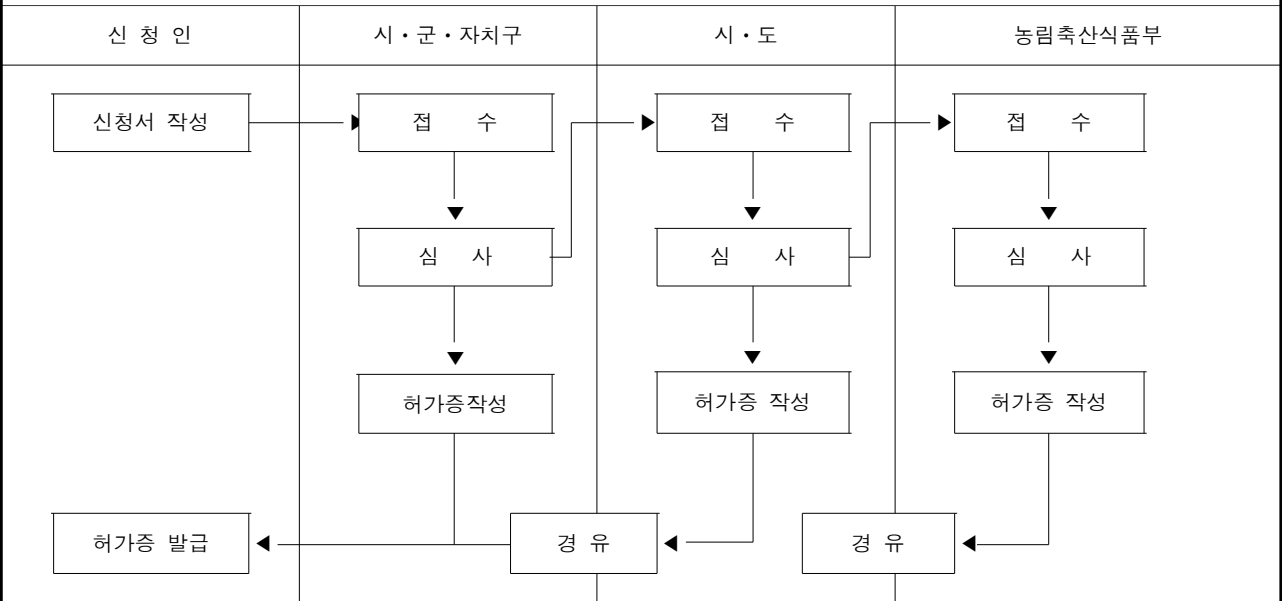 신 청 인
시·군·자치구
시·도
농림축산식품부
신청서 작성
접 수
접 수
접 수
심 사
심 사
심 사
허가증작성
허가증 작성
허가증 작성
허가증 발급
경 유
경 유